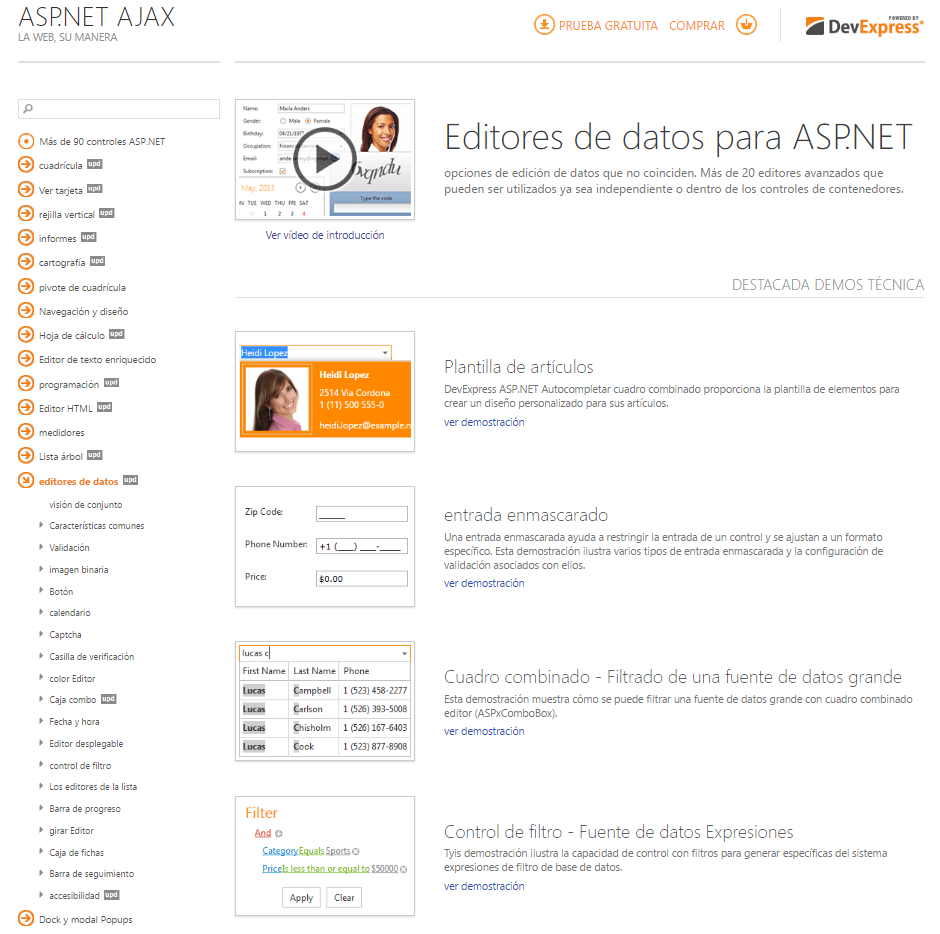 ASP.NET AJAX
LA WEB, SU MANERA
PRUEBA GRATUITA COMPRAR
POWERED BY
DevExpress
Más de 90 controles ASP.NET
cuadrícula upd
Ver tarjeta upd
rejilla vertical upd
informes upd
cartografía upd
pivote de cuadrícula
Navegación y diseño
Hoja de cálculo upd
Editor de texto enriquecido
programación upd
Editor HTML upd
medidores
Lista árbol upd
editores de datos upd
visión de conjunto
Características comunes
Validación
imagen binaria
Botón
calendario
Captcha
Casilla de verificación
color Editor
Caja combo upd
Fecha y hora
Editor desplegable
control de filtro
Los editores de la lista
Barra de progreso
girar Editor
Caja de fichas
Barra de seguimiento
accesibilidad upd
Dock y modal Popups
Name: Maria Anders
Gender: Male Female
Birthday: 04/21/1977
Occupation:
Email:
Subscription:
May, 2013
Type the code
TUE WED THU FRI SAT
1 2 3 4
Ver vídeo de introducción
Editores de datos para ASP.NET
opciones de edición de datos que no coinciden. Más de 20 editores avanzados que
pueden ser utilizados ya sea independiente o dentro de los controles de contenedores.
DESTACADA DEMOS TÉCNICA
Heidi Lopez
Heidi Lopez
2514 Via Cordona
1 (11) 500 555-0
heidi.lopez@example.n
Plantilla de artículos
DevExpress ASP.NET Autocompletar cuadro combinado proporciona la plantilla de elementos para
crear un diseño personalizado para sus artículos.
ver demostración
Zip Code: _____
Phone Number: +1 (___) ___-____
Price: $0.00
entrada enmascarado
Una entrada enmascarada ayuda a restringir la entrada de un control y se ajustan a un formato
específico. Esta demostración ilustra varios tipos de entrada enmascarada y la configuración de
validación asociados con ellos.
ver demostración
lucas c
First Name Last Name Phone
Lucas Campbell 1 (523) 458-2277
Lucas Carlson 1 (526) 393-5008
Lucas Chisholm 1 (526) 167-6403
Lucas Cook 1 (523) 877-8908
Cuadro combinado - Filtrado de una fuente de datos grande
Esta demostración muestra cómo se puede filtrar una fuente de datos grande con cuadro combinado
editor (ASPxComboBox).
ver demostración
Filter
And
Category Equals Sports
Price Is less than or equal to $50000
Apply Clear
Control de filtro - Fuente de datos Expresiones
Tyis demostración ilustra la capacidad de control con filtros para generar específicas del sistema
expresiones de filtro de base de datos.
ver demostración